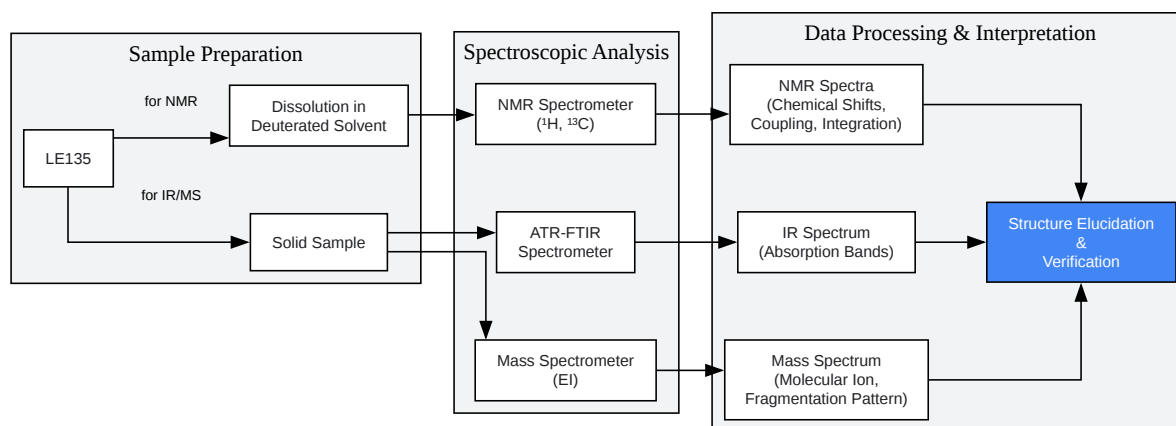 Sample Preparation
for NMR
Dissolution in
Deuterated Solvent
LE135
for IR/MS
Solid Sample
Spectroscopic Analysis
NMR Spectrometer
(¹H, ¹³C)
ATR-FTIR
Spectrometer
Mass Spectrometer
(EI)
Data Processing & Interpretation
NMR Spectra
(Chemical Shifts,
Coupling, Integration)
IR Spectrum
(Absorption Bands)
Mass Spectrum
(Molecular Ion,
Fragmentation Pattern)
Structure Elucidation
&
Verification